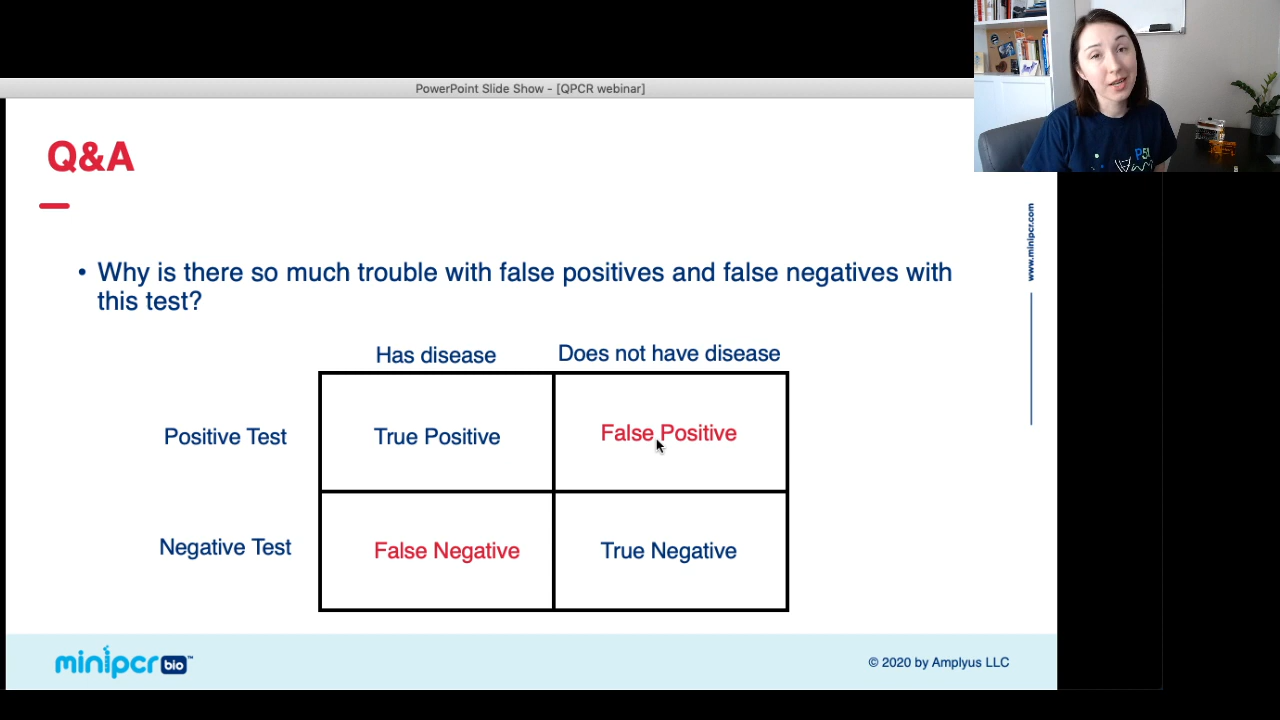 PowerPoint Slide Show - [QPCR webinar]
Q&A
www.minipcr.com
• Why is there so much trouble with false positives and false negatives with
this test?
Has disease Does not have disease
Positive Test True Positive False Positive
Negative Test False Negative True Negative
minipcr bio™
© 2020 by Amplyus LLC